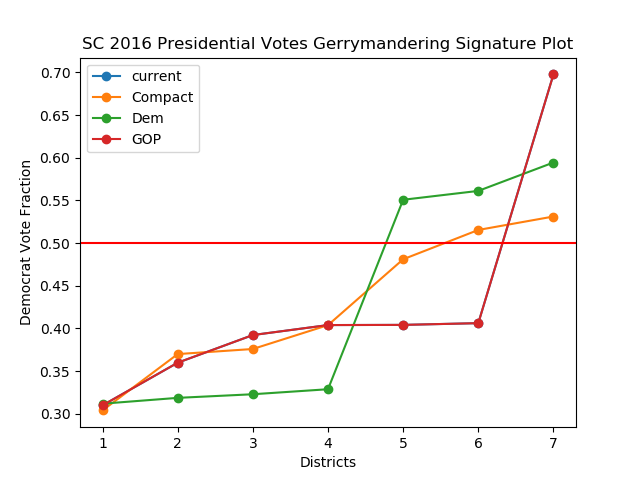 SC 2016 Presidential Votes Gerrymandering Signature Plot
current
Compact
Dem
GOP
Democrat Vote Fraction
0.70
0.65
0.60
0.55
0.50
0.45
0.40
0.35
0.30
1 2 3 4 5 6 7
Districts